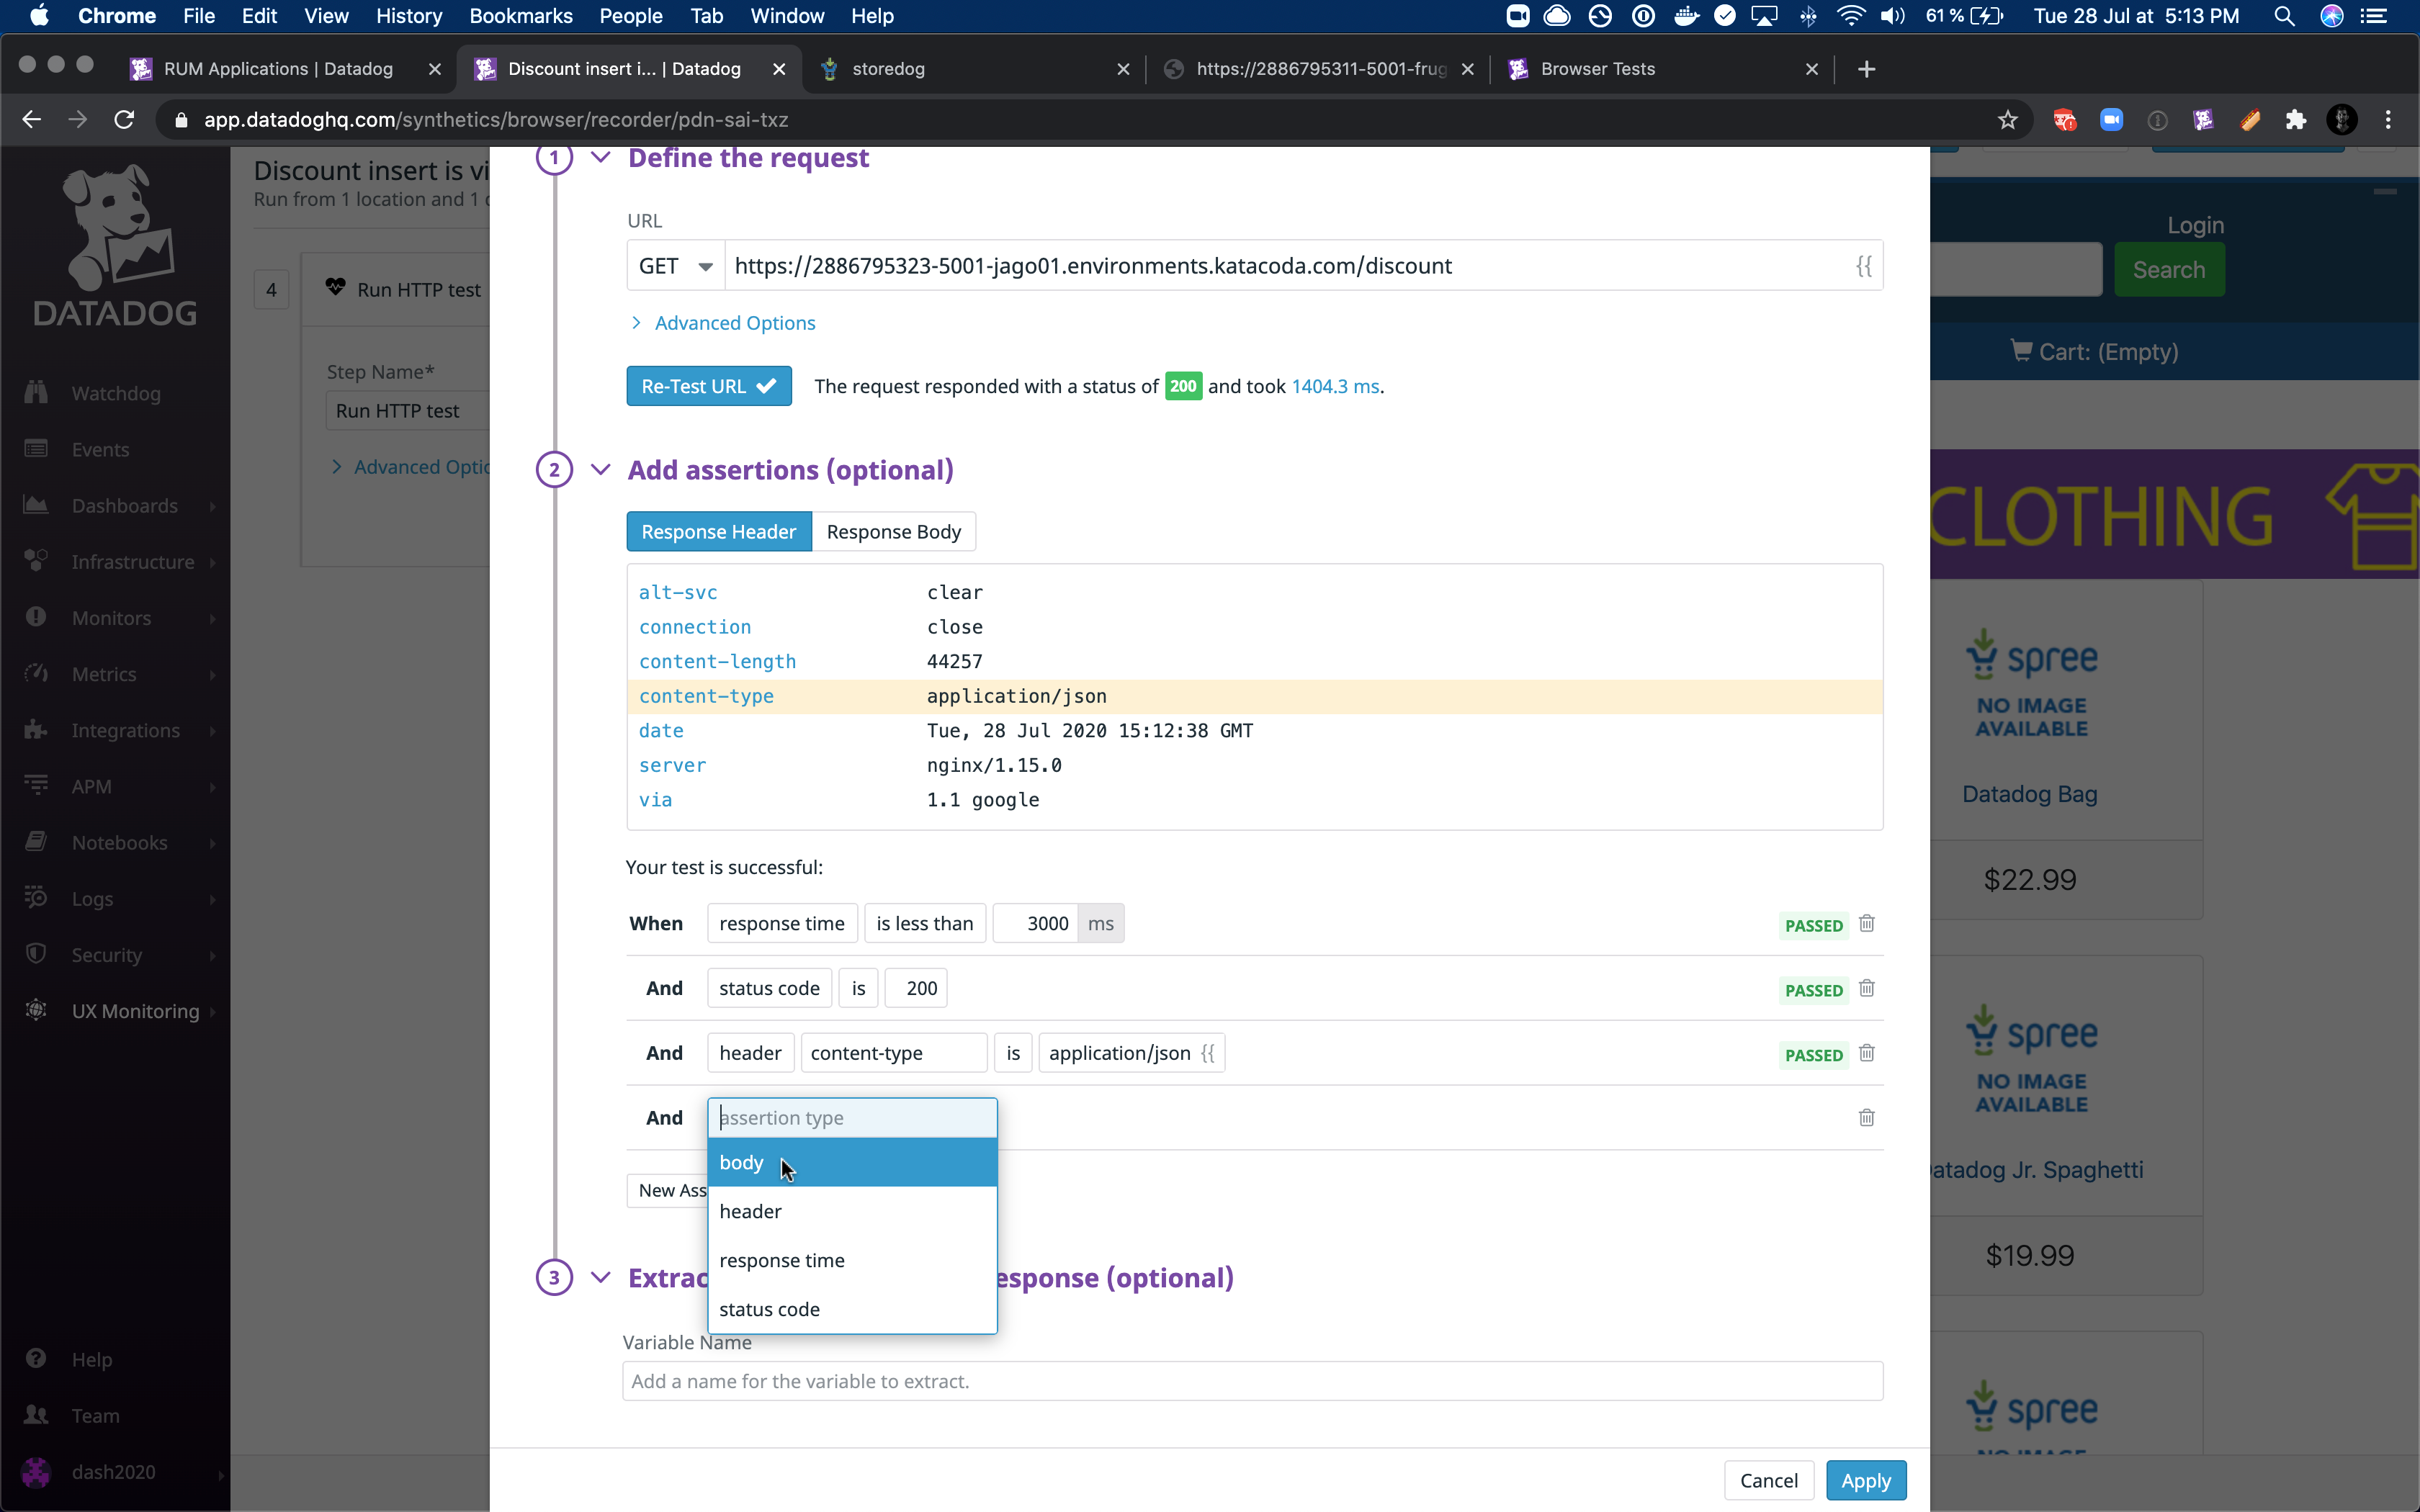 Chrome File Edit View History Bookmarks People Tab Window Help 61 % Tue 28 Jul at 5:13 PM
RUM Applications | Datadog
Discount insert i... | Datadog
storedog
https://2886795311-5001-frug
Browser Tests
app.datadoghq.com/synthetics/browser/recorder/pdn-sai-txz
DATADOG
Watchdog
Events
Dashboards
Infrastructure
Monitors
Metrics
Integrations
APM
Notebooks
Logs
Security
UX Monitoring
Help
Team
dash2020
Discount insert is vi
Run from 1 location and 1
4
Run HTTP test
Step Name*
Run HTTP test
Advanced Optio
1 Define the request
URL
GET https://2886795323-5001-jago01.environments.katacoda.com/discount {{
Advanced Options
Re-Test URL The request responded with a status of 200 and took 1404.3 ms.
2 Add assertions (optional)
Response Header Response Body
alt-svc clear
connection close
content-length 44257
content-type application/json
date Tue, 28 Jul 2020 15:12:38 GMT
server nginx/1.15.0
via 1.1 google
Your test is successful:
When response time is less than 3000 ms PASSED
And status code is 200 PASSED
And header content-type is application/json {{ PASSED
And assertion type
body
New Ass
header
response time
status code
3 Extrac esponse (optional)
Variable Name
Add a name for the variable to extract.
Cancel Apply
Login
Search
Cart: (Empty)
CLOTHING
spree
NO IMAGE
AVAILABLE
Datadog Bag
$22.99
spree
NO IMAGE
AVAILABLE
atadog Jr. Spaghetti
$19.99
spree